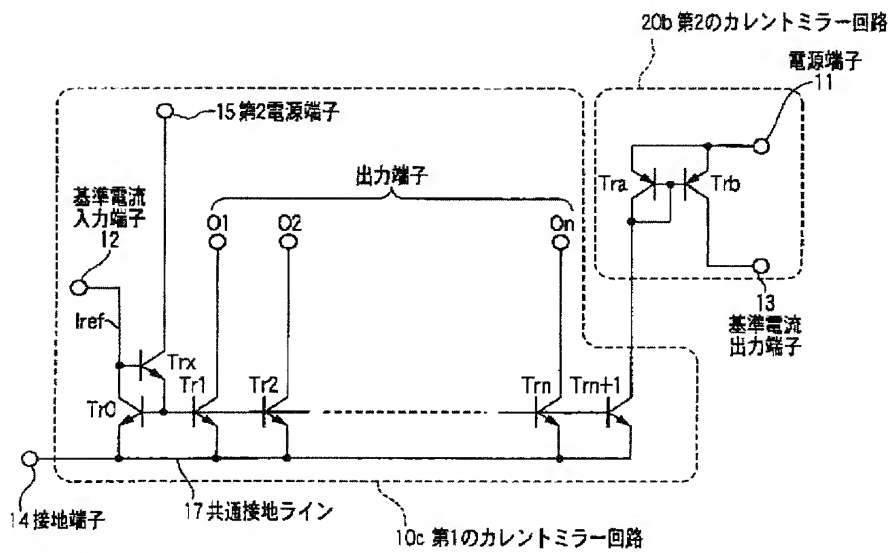 20b 第2のカレントミラー回路
電源端子
11
15 第2電源端子
出力端子
基準電流
入力端子
12
O1
O2
On
Tra
Trb
Iref
Trx
13
基準電流
出力端子
Tr0
Tr1
Tr2
Trn
Trn+1
14 接地端子
17 共通接地ライン
10c 第1のカレントミラー回路